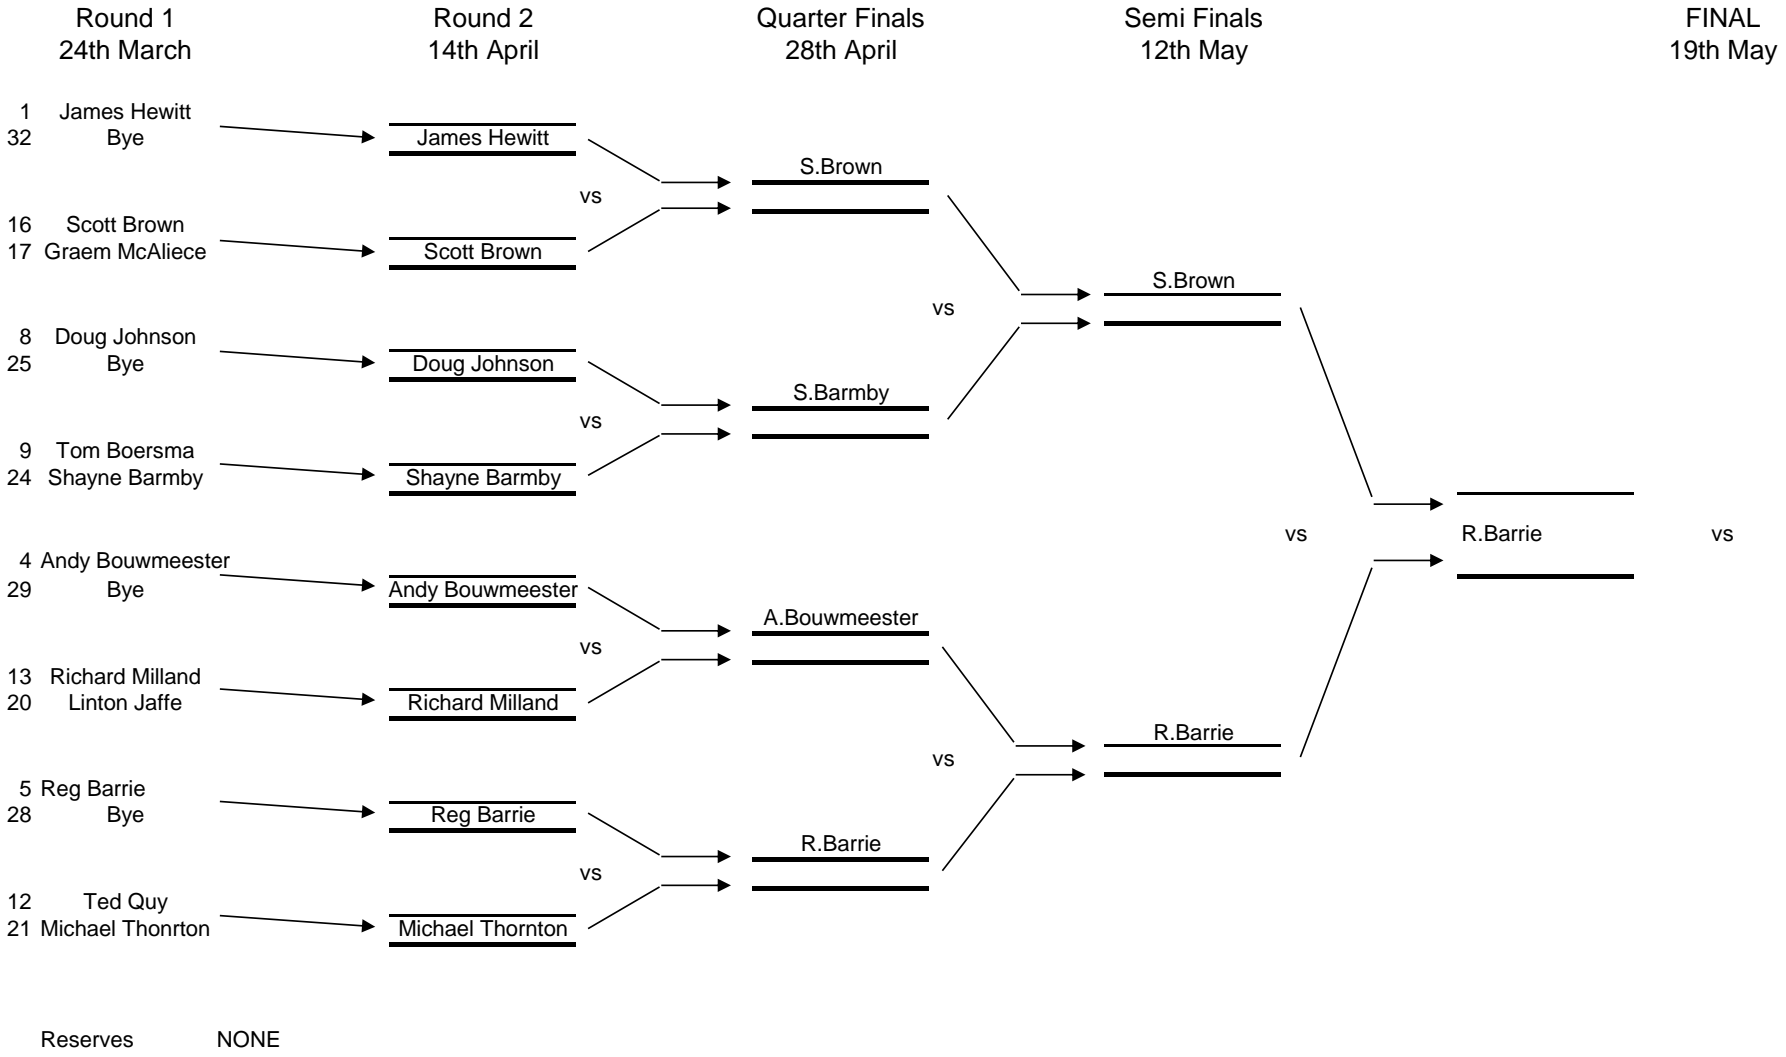 Round 1 Round 2 Quarter Finals Semi Finals FINAL
24th March 14th April 28th April 12th May 19th May
1 James Hewitt
32 Bye James Hewitt
S.Brown
vs
16 Scott Brown
17 Graem McAliece Scott Brown
S.Brown
vs
8 Doug Johnson
25 Bye Doug Johnson
S.Barmby
vs
9 Tom Boersma
24 Shayne Barmby Shayne Barmby
vs R.Barrie vs
4 Andy Bouwmeester
29 Bye Andy Bouwmeester
A.Bouwmeester
vs
13 Richard Milland
20 Linton Jaffe Richard Milland
R.Barrie
vs
5 Reg Barrie
28 Bye Reg Barrie
R.Barrie
vs
12 Ted Quy
21 Michael Thonrton Michael Thornton
Reserves NONE